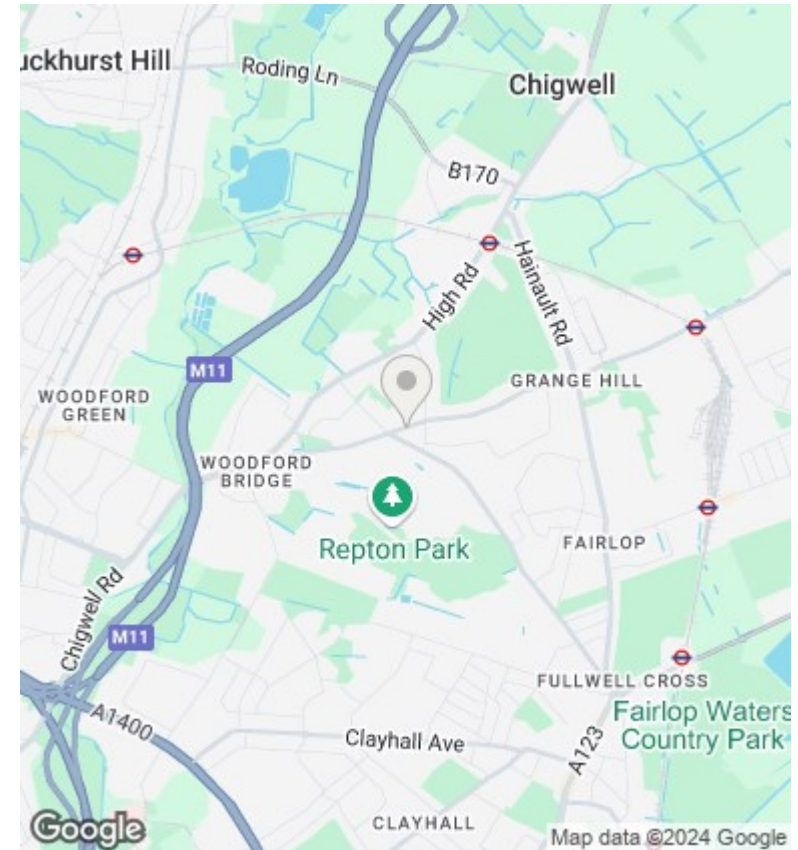 uckhurst Hill
Roding Ln
Chigwell
B170
High Rd
Hainault Rd
M11
WOODFORD
GREEN
GRANGE HILL
WOODFORD
BRIDGE
Repton Park
FAIRLOP
Chigwell Rd
M11
FULLWELL CROSS
A1400
Fairlop Waters
Country Park
Clayhall Ave
A123
CLAYHALL
Google
Map data ©2024 Google